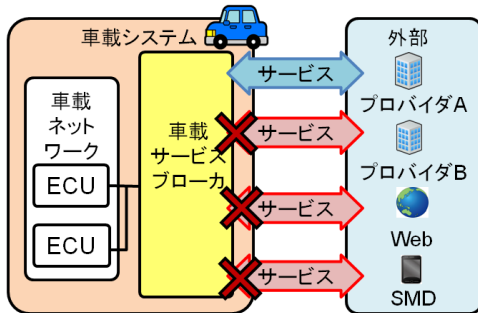 車載システム
外部
車載
ネット
ワーク
ECU
ECU
車載
サービス
ブローカ
サービス
サービス
サービス
サービス
プロバイダA
プロバイダB
Web
SMD